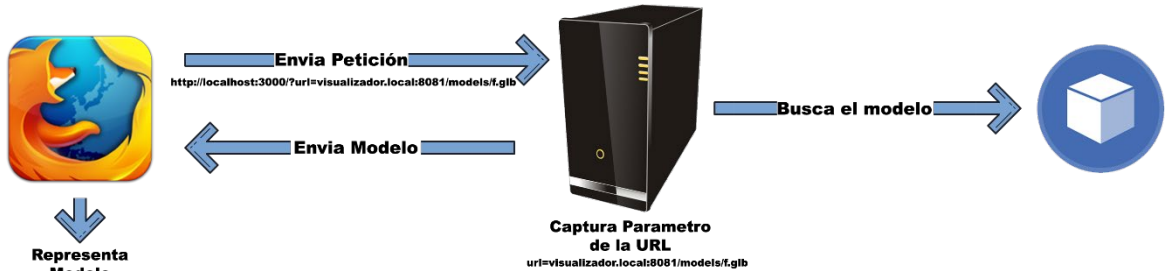 Envia Petición
http://localhost:3000/?url=visualizador.local:8081/models/f.glb
Busca el modelo
Envia Modelo
Captura Parametro
de la URL
url=visualizador.local:8081/models/f.glb
Representa
Modelo